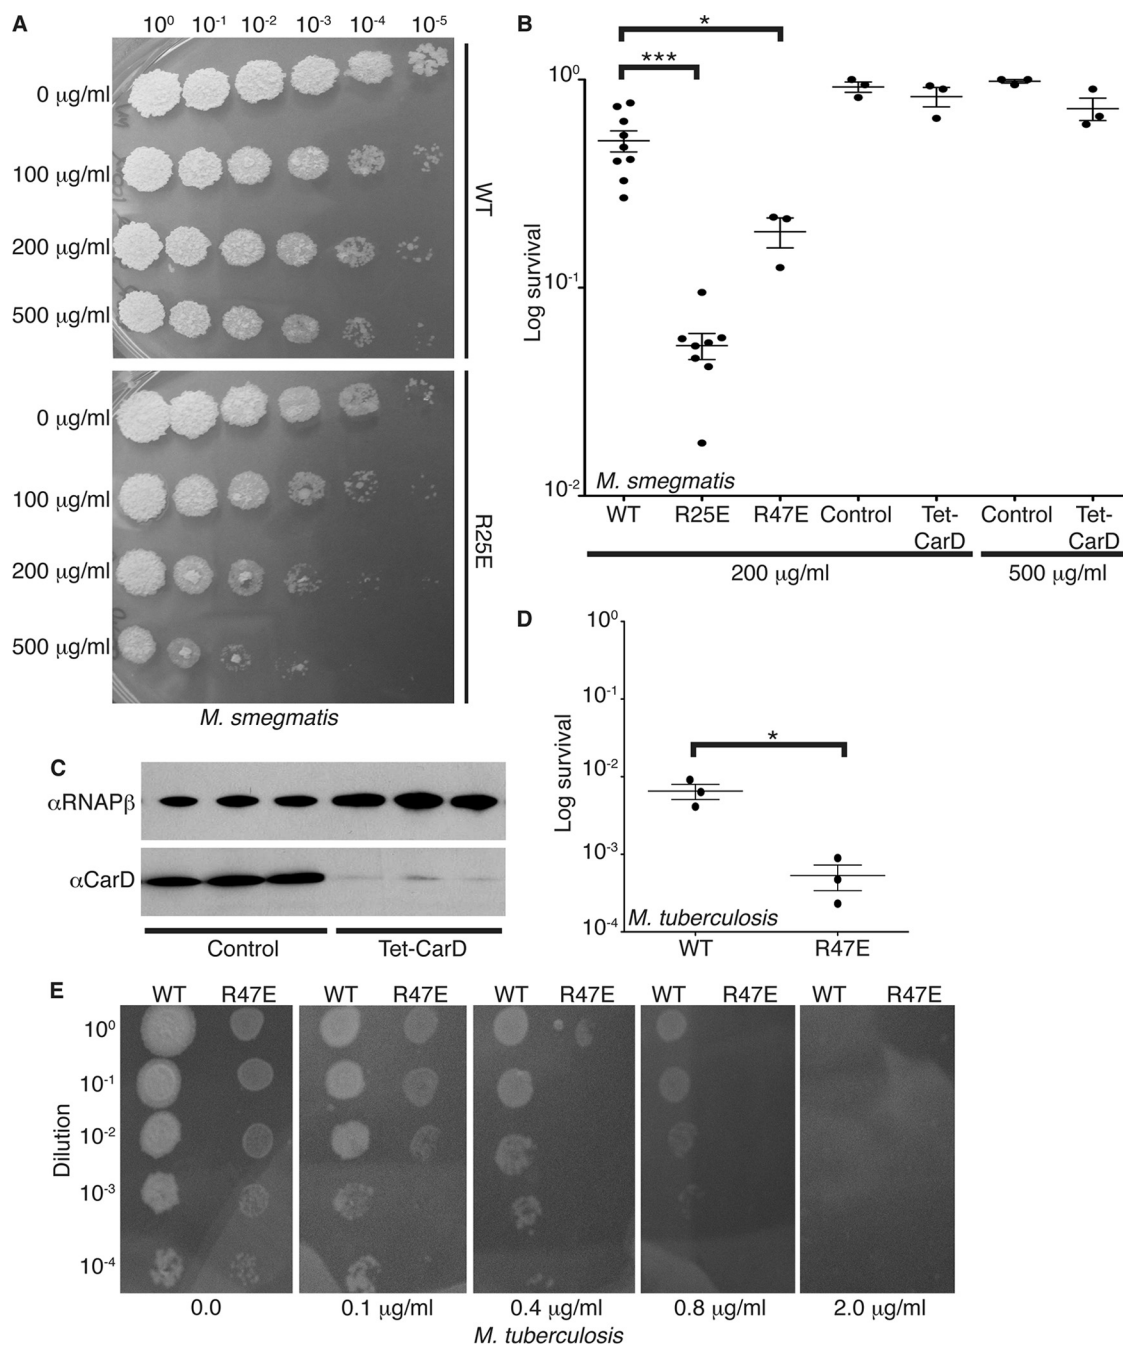 A
10⁰ 10⁻¹ 10⁻² 10⁻³ 10⁻⁴ 10⁻⁵
0 µg/ml
100 µg/ml
200 µg/ml
500 µg/ml
WT
0 µg/ml
100 µg/ml
200 µg/ml
500 µg/ml
R25E
M. smegmatis
B
*
***
Log survival
10⁰
10⁻¹
10⁻²
M. smegmatis
WT R25E R47E Control Tet-CarD Control Tet-CarD
200 µg/ml 500 µg/ml
C
αRNAPβ
αCarD
Control Tet-CarD
D
*
Log survival
10⁰
10⁻¹
10⁻²
10⁻³
10⁻⁴
M. tuberculosis
WT R47E
E
WT R47E WT R47E WT R47E WT R47E WT R47E
Dilution
10⁰
10⁻¹
10⁻²
10⁻³
10⁻⁴
0.0 0.1 µg/ml 0.4 µg/ml 0.8 µg/ml 2.0 µg/ml
M. tuberculosis